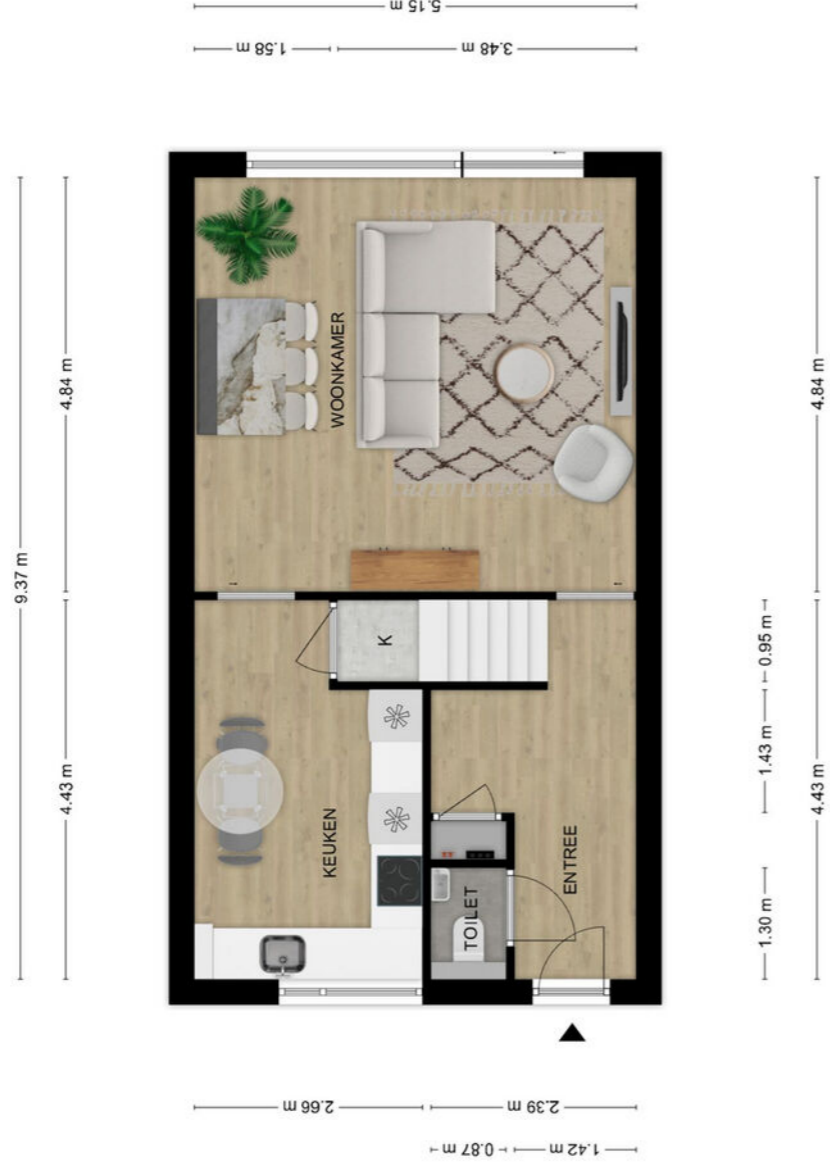 5.15 m
1.58 m
3.48 m
4.84 m
4.84 m
WOONKAMER
9.37 m
K
0.95 m
1.43 m
4.43 m
4.43 m
KEUKEN
ENTREE
TOILET
1.30 m
2.66 m
2.39 m
0.87 m
1.42 m